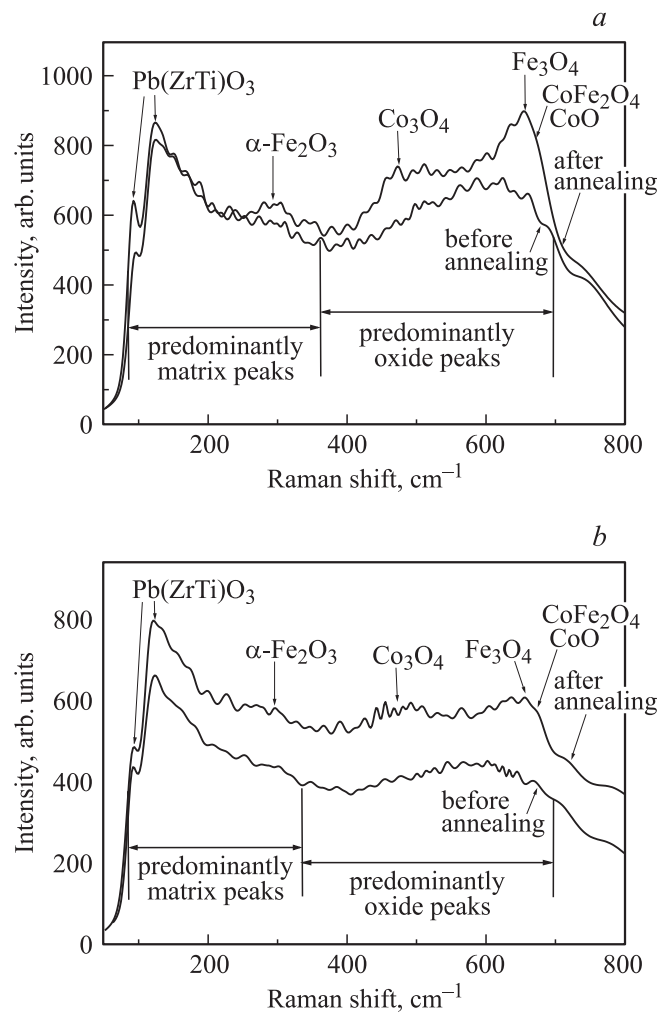 a
Pb(ZrTi)O₃
α-Fe₂O₃
Co₃O₄
Fe₃O₄
CoFe₂O₄
CoO
after
annealing
before
annealing
predominantly
matrix peaks
predominantly
oxide peaks
Intensity, arb. units
1000
800
600
400
200
0
200
400
600
800
Raman shift, cm⁻¹
b
Pb(ZrTi)O₃
α-Fe₂O₃
Co₃O₄
Fe₃O₄
CoFe₂O₄
CoO
after
annealing
before
annealing
predominantly
matrix peaks
predominantly
oxide peaks
Intensity, arb. units
800
600
400
200
0
200
400
600
800
Raman shift, cm⁻¹